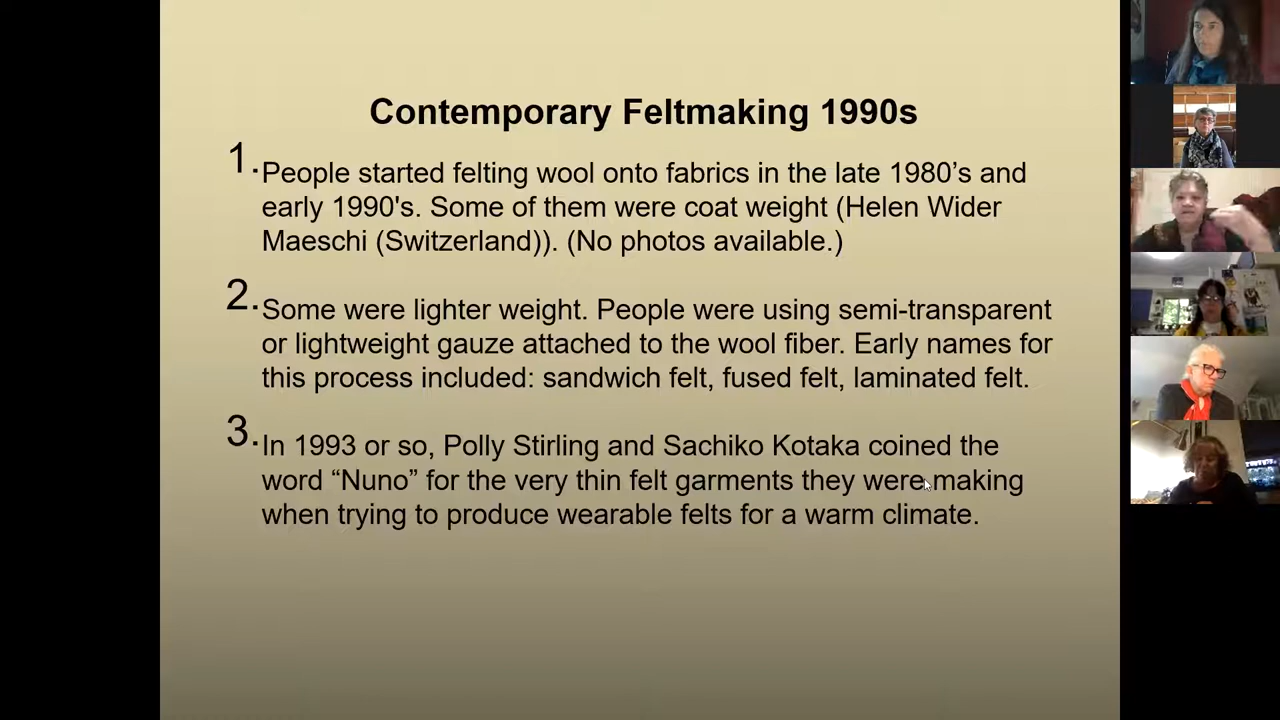 Contemporary Feltmaking 1990s
1. People started felting wool onto fabrics in the late 1980’s and
early 1990's. Some of them were coat weight (Helen Wider
Maeschi (Switzerland)). (No photos available.)
2. Some were lighter weight. People were using semi-transparent
or lightweight gauze attached to the wool fiber. Early names for
this process included: sandwich felt, fused felt, laminated felt.
3. In 1993 or so, Polly Stirling and Sachiko Kotaka coined the
word “Nuno” for the very thin felt garments they were making
when trying to produce wearable felts for a warm climate.